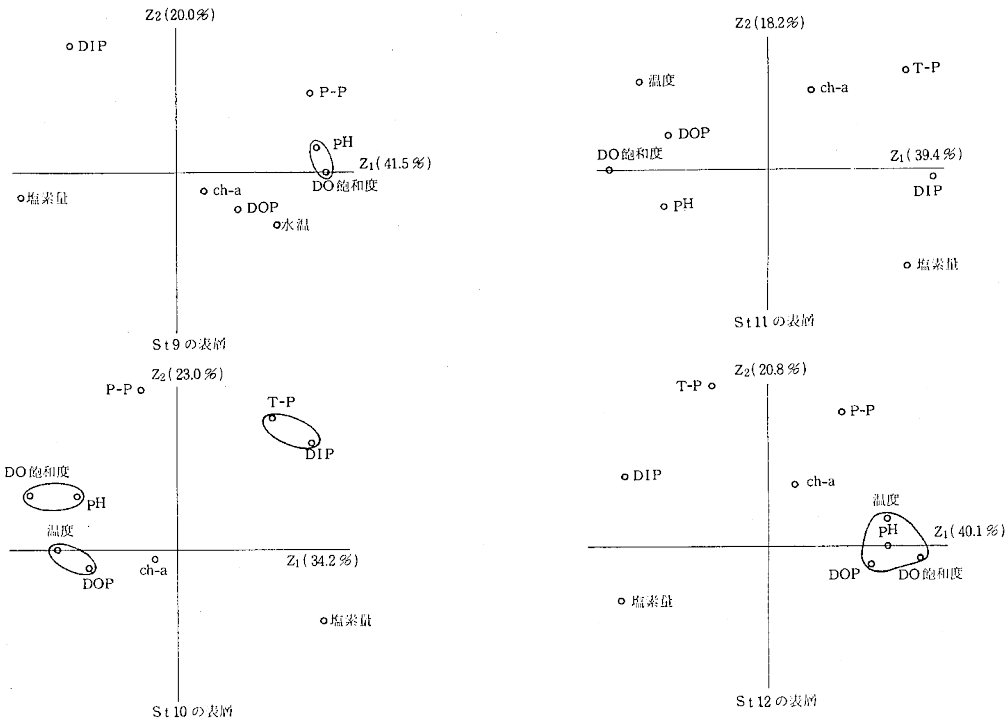 Z2(20.0%)
DIP
P-P
PH
Z1(41.5%)
DO飽和度
ch-a
塩素量
DOP
水温
St9の表層
Z2(18.2%)
T-P
温度
ch-a
DOP
DO飽和度
Z1(39.4%)
DIP
PH
塩素量
St11の表層
Z2(23.0%)
P-P
T-P
DIP
DO飽和度
PH
温度
Z1(34.2%)
ch-a
DOP
塩素量
St10の表層
Z2(20.8%)
T-P
P-P
DIP
ch-a
温度
PH
Z1(40.1%)
DOP
DO飽和度
塩素量
St12の表層